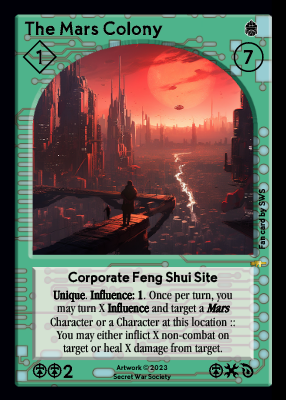 The Mars Colony
1
7
Fan card by SWS
Corporate Feng Shui Site
Unique. Influence: 1. Once per turn, you
may turn X Influence and target a Mars
Character or a Character at this location ::
You may either inflict X non-combat on
target or heal X damage from target.
2
Artwork © 2023
Secret War Society